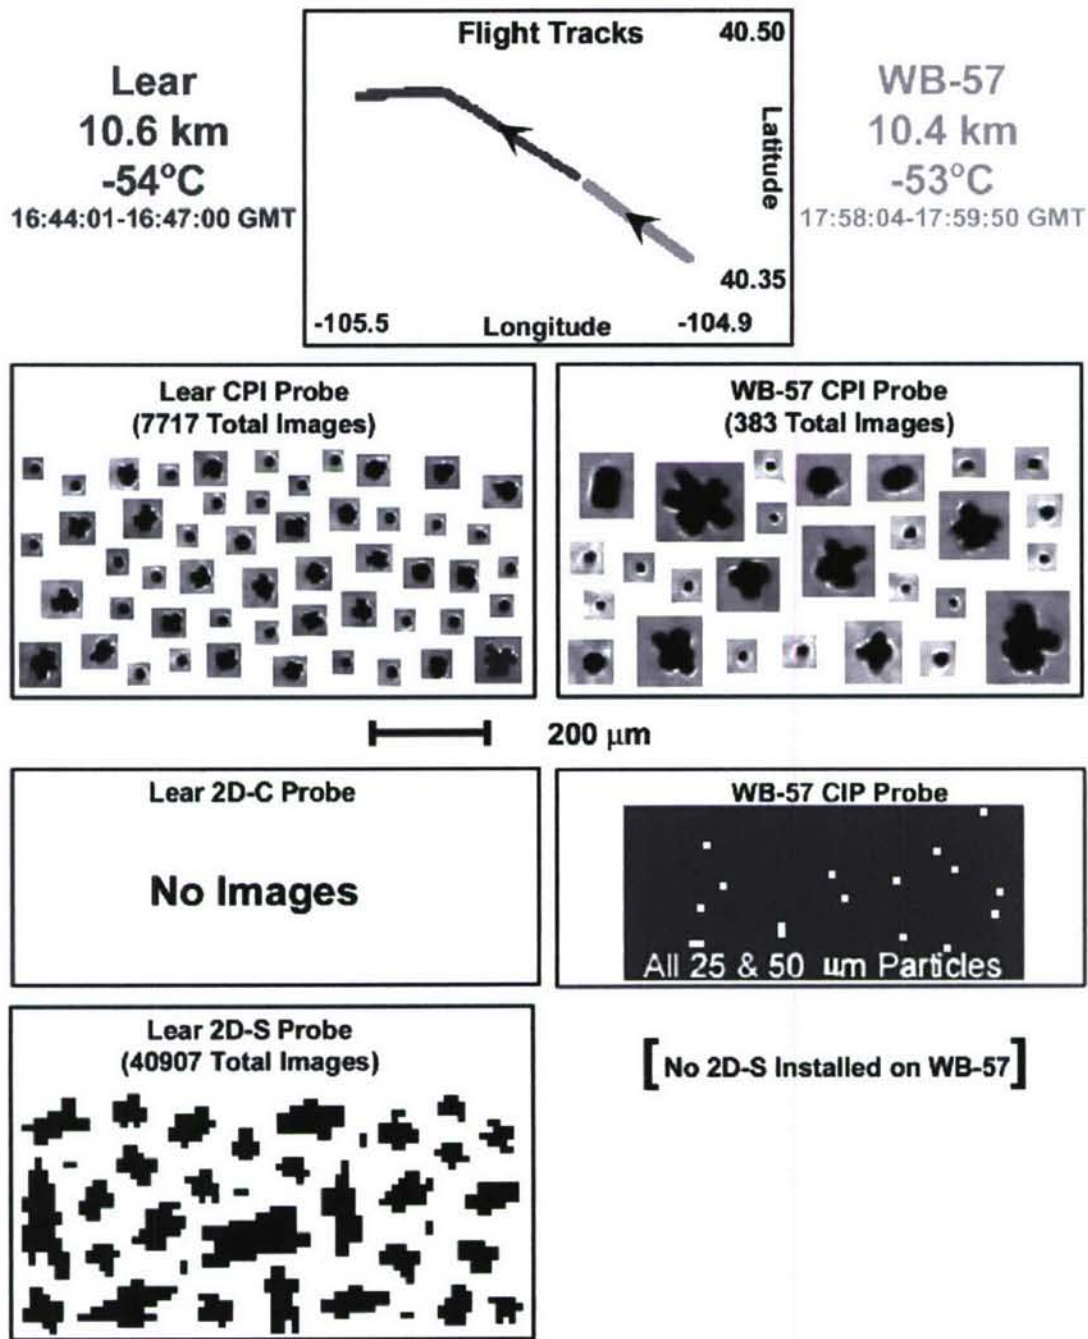 Flight Tracks
40.50
Latitude
40.35
-105.5
Longitude
-104.9
Lear
10.6 km
-54°C
16:44:01-16:47:00 GMT
WB-57
10.4 km
-53°C
17:58:04-17:59:50 GMT
Lear CPI Probe
(7717 Total Images)
WB-57 CPI Probe
(383 Total Images)
200 μm
Lear 2D-C Probe
No Images
WB-57 CIP Probe
All 25 & 50 μm Particles
Lear 2D-S Probe
(40907 Total Images)
[No 2D-S Installed on WB-57]